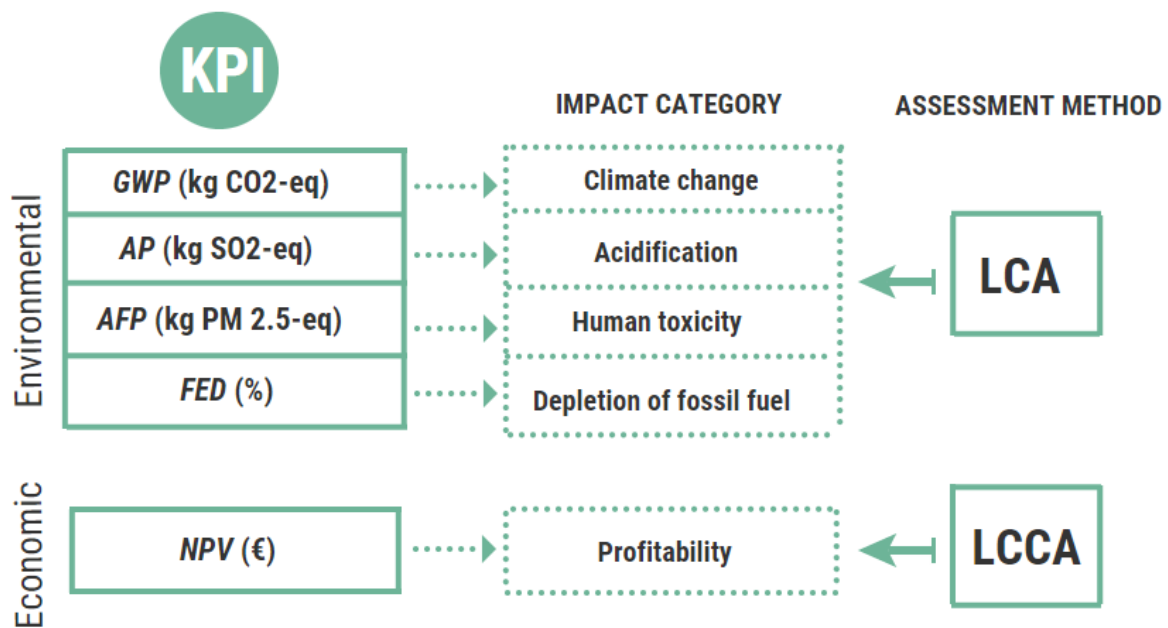 KPI
IMPACT CATEGORY
ASSESSMENT METHOD
Environmental
GWP (kg CO2-eq)
Climate change
AP (kg SO2-eq)
Acidification
LCA
AFP (kg PM 2.5-eq)
Human toxicity
FED (%)
Depletion of fossil fuel
Economic
NPV (€)
Profitability
LCCA